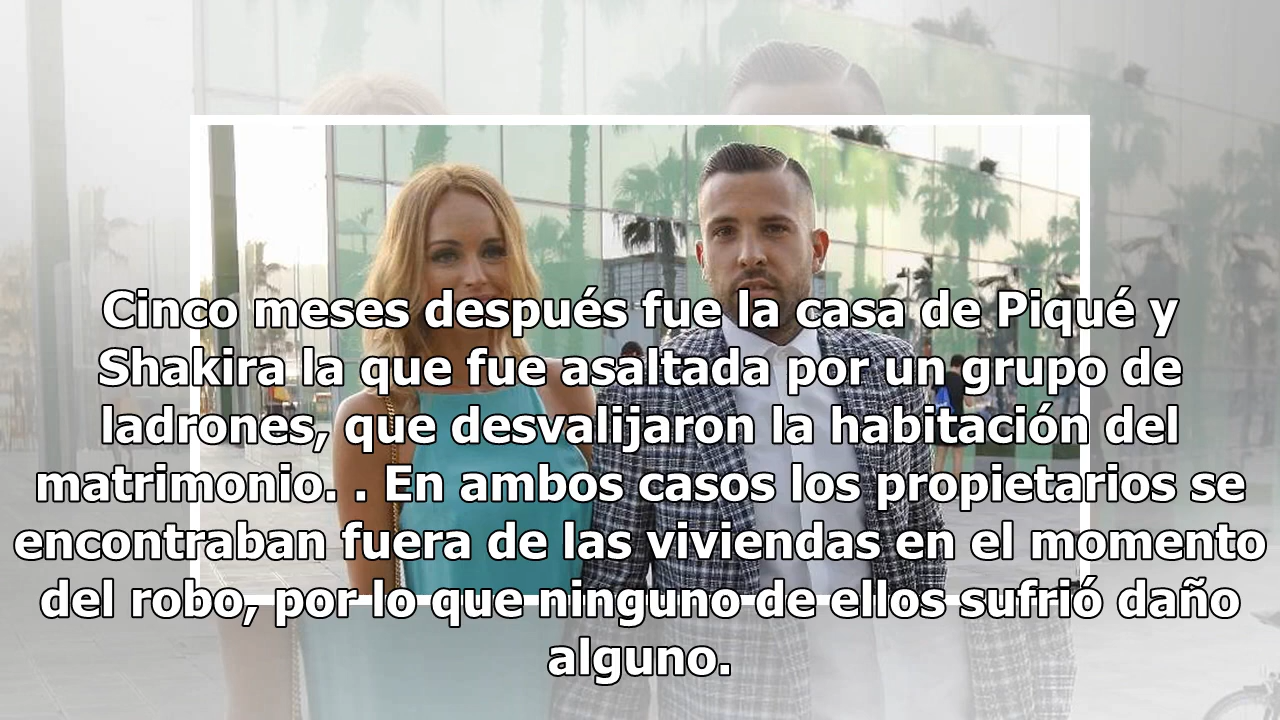 Cinco meses después fue la casa de Piqué y
Shakira la que fue asaltada por un grupo de
ladrones, que desvalijaron la habitación del
matrimonio. . En ambos casos los propietarios se
encontraban fuera de las viviendas en el momento
del robo, por lo que ninguno de ellos sufrió daño
alguno.